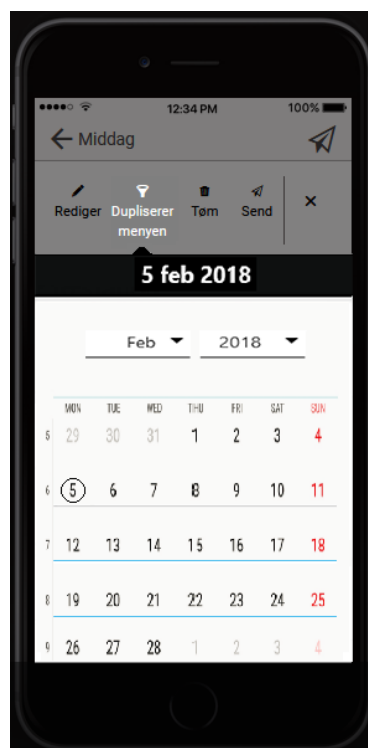 12:34 PM 100%
Middag
Rediger Dupliserer menyen Tøm Send ×
5 feb 2018
Feb 2018
MON TUE WED THU FRI SAT SUN
5 29 30 31 1 2 3 4
6 5 6 7 8 9 10 11
7 12 13 14 15 16 17 18
8 19 20 21 22 23 24 25
9 26 27 28 1 2 3 4